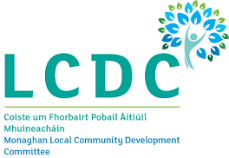 LCDC
Coiste um Fhorbairt Pobail Áitiúil
Mhuineacháin
Monaghan Local Community Development
Committee